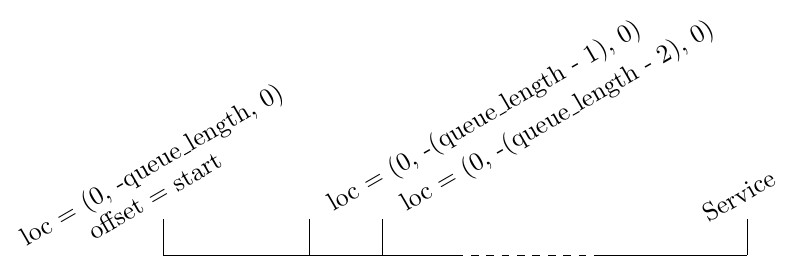 loc = (0, -queue_length, 0)
offset = start
loc = (0, -(queue_length - 1), 0)
loc = (0, -(queue_length - 2), 0)
Service